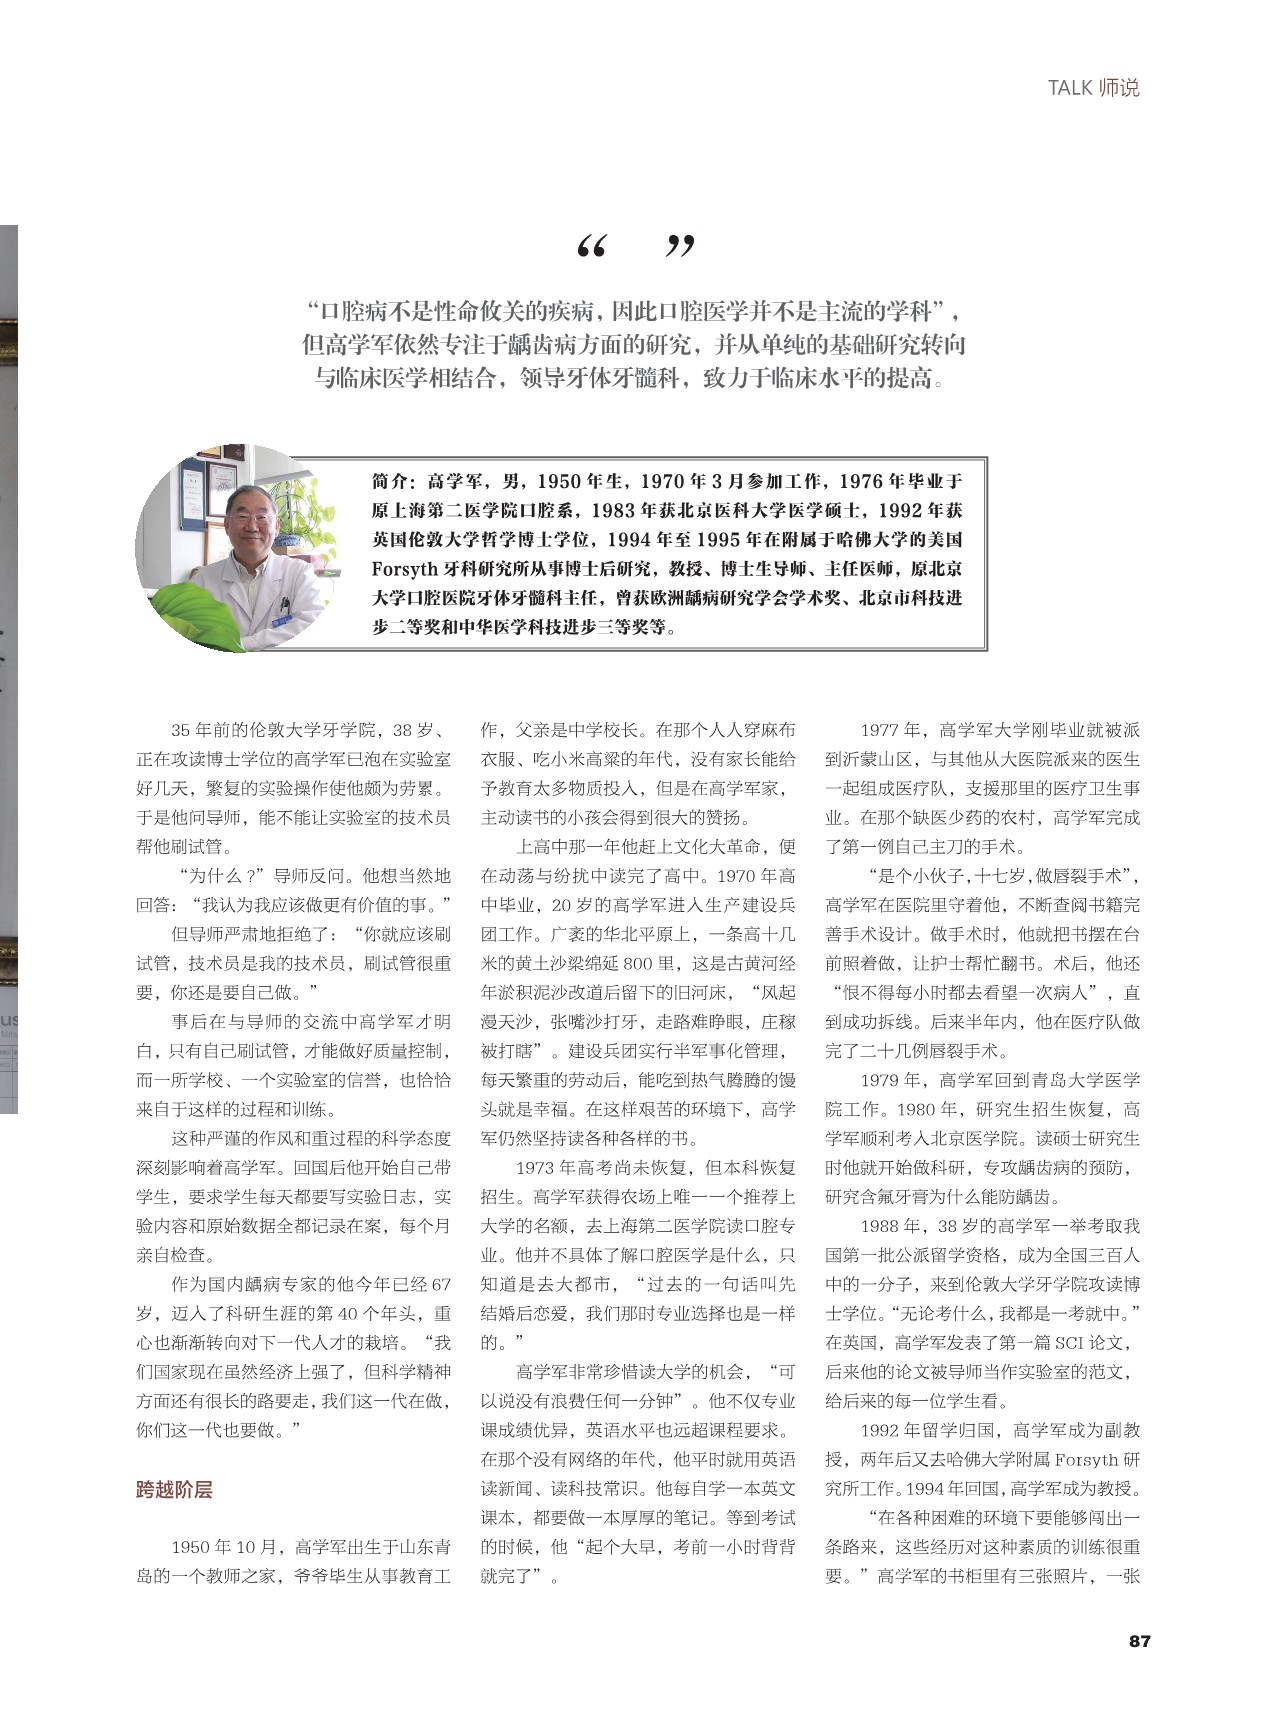 TALK 师说
“ ”
“口腔病不是性命攸关的疾病，因此口腔医学并不是主流的学科”，
但高学军依然专注于龋齿病方面的研究，并从单纯的基础研究转向
与临床医学相结合，领导牙体牙髓科，致力于临床水平的提高。
简介：高学军，男，1950 年生，1970 年 3 月参加工作，1976 年毕业于
原上海第二医学院口腔系，1983 年获北京医科大学医学硕士，1992 年获
英国伦敦大学哲学博士学位，1994 年至 1995 年在附属于哈佛大学的美国
Forsyth 牙科研究所从事博士后研究，教授、博士生导师、主任医师，原北京
大学口腔医院牙体牙髓科主任，曾获欧洲龋病研究学会学术奖、北京市科技进
步二等奖和中华医学科技进步三等奖等。
35 年前的伦敦大学牙学院，38 岁、
正在攻读博士学位的高学军已泡在实验室
好几天，繁复的实验操作使他颇为劳累。
于是他问导师，能不能让实验室的技术员
帮他刷试管。
“为什么？”导师反问。他想当然地
回答：“我认为我应该做更有价值的事。”
但导师严肃地拒绝了：“你就应该刷
试管，技术员是我的技术员，刷试管很重
要，你还是要自己做。”
事后在与导师的交流中高学军才明
白，只有自己刷试管，才能做好质量控制，
而一所学校、一个实验室的信誉，也恰恰
来自于这样的过程和训练。
这种严谨的作风和重过程的科学态度
深刻影响着高学军。回国后他开始自己带
学生，要求学生每天都要写实验日志，实
验内容和原始数据全都记录在案，每个月
亲自检查。
作为国内龋病专家的他今年已经 67
岁，迈入了科研生涯的第 40 个年头，重
心也渐渐转向对下一代人才的栽培。“我
们国家现在虽然经济上强了，但科学精神
方面还有很长的路要走，我们这一代在做，
你们这一代也要做。”
跨越阶层
1950 年 10 月，高学军出生于山东青
岛的一个教师之家，爷爷毕生从事教育工
作，父亲是中学校长。在那个人人穿麻布
衣服、吃小米高粱的年代，没有家长能给
予教育太多物质投入，但是在高学军家，
主动读书的小孩会得到很大的赞扬。
上高中那一年他赶上文化大革命，便
在动荡与纷扰中读完了高中。1970 年高
中毕业，20 岁的高学军进入生产建设兵
团工作。广袤的华北平原上，一条高十几
米的黄土沙梁绵延 800 里，这是古黄河经
年淤积泥沙改道后留下的旧河床，“风起
漫天沙，张嘴沙打牙，走路难睁眼，庄稼
被打瞎”。建设兵团实行半军事化管理，
每天繁重的劳动后，能吃到热气腾腾的馒
头就是幸福。在这样艰苦的环境下，高学
军仍然坚持读各种各样的书。
1973 年高考尚未恢复，但本科恢复
招生。高学军获得农场上唯一一个推荐上
大学的名额，去上海第二医学院读口腔专
业。他并不具体了解口腔医学是什么，只
知道是去大都市，“过去的一句话叫先
结婚后恋爱，我们那时专业选择也是一样
的。”
高学军非常珍惜读大学的机会，“可
以说没有浪费任何一分钟”。他不仅专业
课成绩优异，英语水平也远超课程要求。
在那个没有网络的年代，他平时就用英语
读新闻、读科技常识。他每自学一本英文
课本，都要做一本厚厚的笔记。等到考试
的时候，他“起个大早，考前一小时背背
就完了”。
1977 年，高学军大学刚毕业就被派
到沂蒙山区，与其他从大医院派来的医生
一起组成医疗队，支援那里的医疗卫生事
业。在那个缺医少药的农村，高学军完成
了第一例自己主刀的手术。
“是个小伙子，十七岁，做唇裂手术”，
高学军在医院里守着他，不断查阅书籍完
善手术设计。做手术时，他就把书摆在台
前照着做，让护士帮忙翻书。术后，他还
“恨不得每小时都去看望一次病人”，直
到成功拆线。后来半年内，他在医疗队做
完了二十几例唇裂手术。
1979 年，高学军回到青岛大学医学
院工作。1980 年，研究生招生恢复，高
学军顺利考入北京医学院。读硕士研究生
时他就开始做科研，专攻龋齿病的预防，
研究含氟牙膏为什么能防龋齿。
1988 年，38 岁的高学军一举考取我
国第一批公派留学资格，成为全国三百人
中的一分子，来到伦敦大学牙学院攻读博
士学位。“无论考什么，我都是一考就中。”
在英国，高学军发表了第一篇 SCI 论文，
后来他的论文被导师当作实验室的范文，
给后来的每一位学生看。
1992 年留学归国，高学军成为副教
授，两年后又去哈佛大学附属 Forsyth 研
究所工作。1994 年回国，高学军成为教授。
“在各种困难的环境下要能够闯出一
条路来，这些经历对这种素质的训练很重
要。”高学军的书柜里有三张照片，一张
87